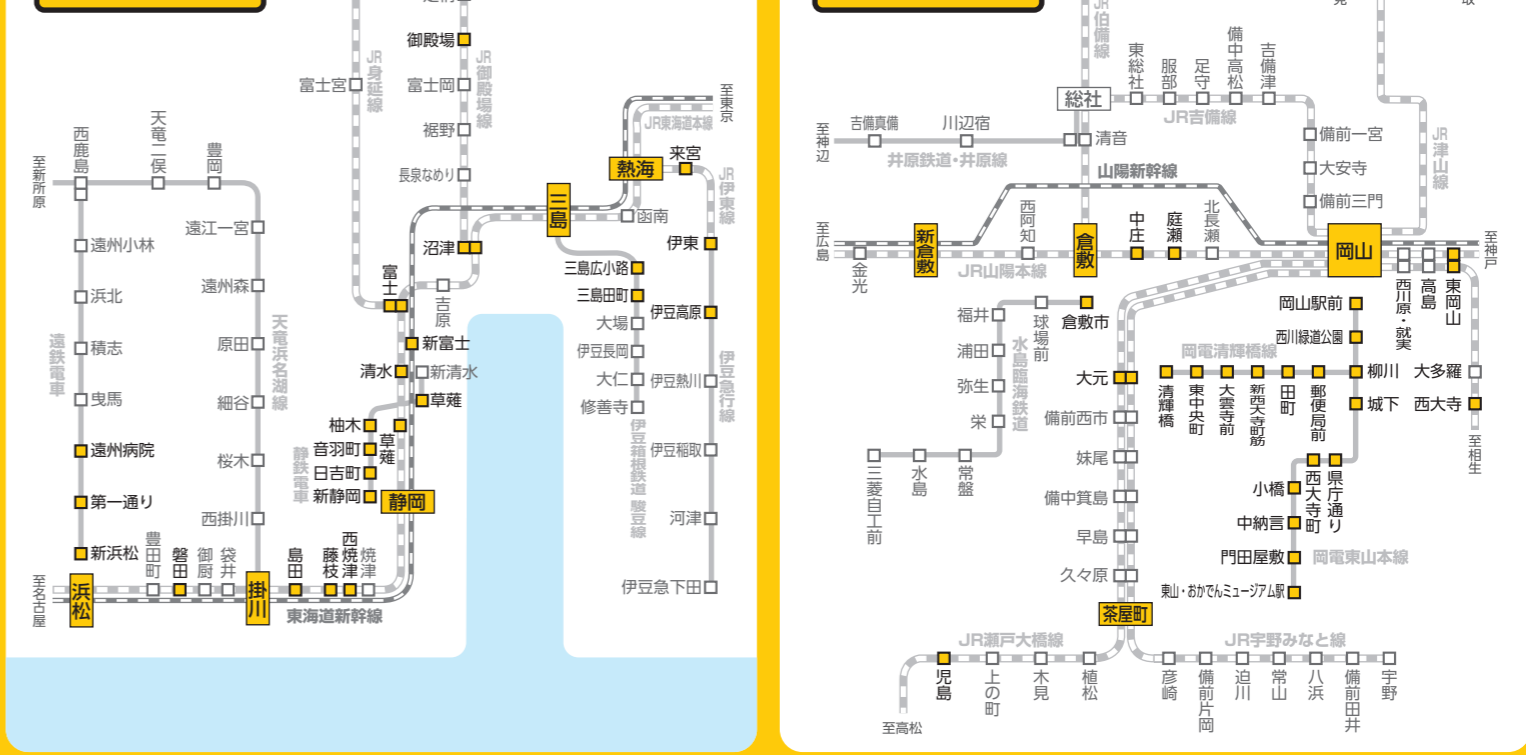 御殿場
JR身延線
JR御殿場線
富士宮
富士岡
至東京
JR東海道本線
裾野
天竜二俣
西鹿島
豊岡
至新所原
来宮
熱海
長泉なめり
JR伊東線
三島
函南
遠江一宮
遠州小林
沼津
伊東
三島広小路
富士
遠州森
三島田町
浜北
吉原
伊豆高原
大場
天竜浜名湖線
遠鉄電車
積志
原田
新富士
伊豆長岡
清水
新清水
大仁
伊豆熱川
伊豆急行線
曳馬
細谷
草薙
修善寺
柚木
草薙
音羽町
遠州病院
桜木
静鉄電車
日吉町
伊豆箱根鉄道 駿豆線
伊豆稲取
新静岡
静岡
第一通り
西掛川
河津
新浜松
豊田町
磐田
御厨
袋井
島田
藤枝
西焼津
焼津
至名古屋
浜松
掛川
伊豆急下田
東海道新幹線
JR伯備線
東総社
服部
足守
備中高松
吉備津
総社
JR吉備線
吉備真備
川辺宿
清音
備前一宮
至神辺
井原鉄道・井原線
JR津山線
山陽新幹線
大安寺
備前三門
西阿知
中庄
庭瀬
北長瀬
至広島
新倉敷
倉敷
岡山
至神戸
金光
JR山陽本線
西川原・就実
高島
東岡山
岡山駅前
福井
球場前
倉敷市
西川緑道公園
浦田
水島臨海鉄道
岡電清輝橋線
大元
柳川
大多羅
弥生
清輝橋
東中央町
大雲寺前
新西大寺町筋
田町
郵便局前
城下
西大寺
栄
備前西市
至相生
三菱自工前
水島
常盤
妹尾
西大寺町
県庁通り
備中箕島
小橋
中納言
早島
門田屋敷
岡電東山本線
久々原
東山・おかでんミュージアム駅
茶屋町
JR瀬戸大橋線
JR宇野みなと線
児島
上の町
木見
植松
彦崎
備前片岡
迫川
常山
八浜
備前田井
宇野
至高松